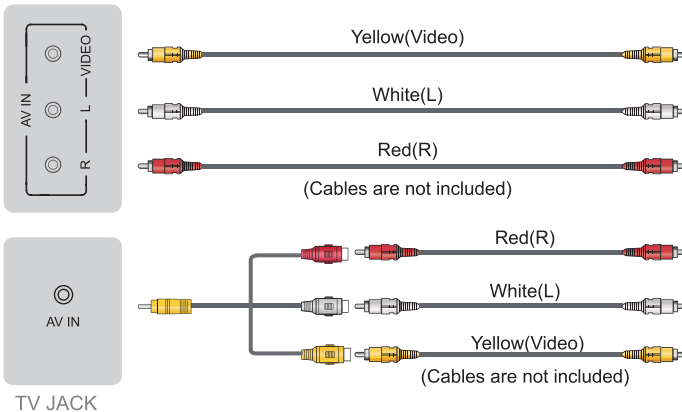 AV IN
VIDEO
L
R
Yellow(Video)
White(L)
Red(R)
(Cables are not included)
AV IN
Red(R)
White(L)
Yellow(Video)
(Cables are not included)
TV JACK